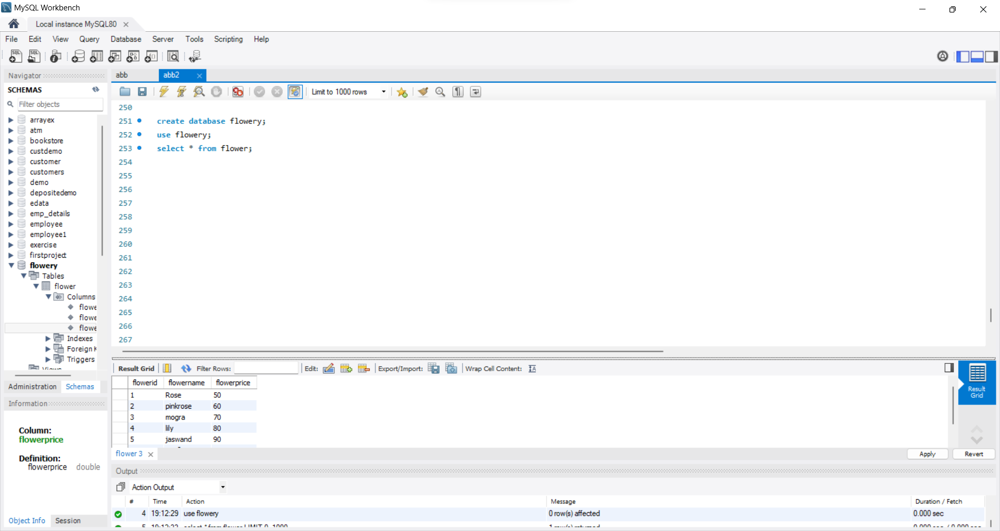 MySQL Workbench
Local instance MySQL80
File Edit View Query Database Server Tools Scripting Help
Navigator
SCHEMAS
Filter objects
arrayex
atm
bookstore
custdemo
customer
customers
demo
depositedemo
edata
emp_details
employee
employee1
exercise
firstproject
flowery
Tables
flower
Columns
flowe
flowe
flowe
Indexes
Foreign K
Triggers
Views
Administration Schemas
Information
Column:
flowerprice
Definition:
flowerprice double
Object Info Session
abb abb2
Limit to 1000 rows
250
251 create database flowery;
252 use flowery;
253 select * from flower;
254
255
256
257
258
259
260
261
262
263
264
265
266
267
Result Grid Filter Rows: Edit: Export/Import: Wrap Cell Content:
flowerid flowername flowerprice
1 Rose 50
2 pinkrose 60
3 mogra 70
4 lily 80
5 jaswand 90
Result
Grid
flower 3 Apply Revert
Output
Action Output
# Time Action Message Duration / Fetch
4 19:12:29 use flowery 0 row(s) affected 0.000 sec